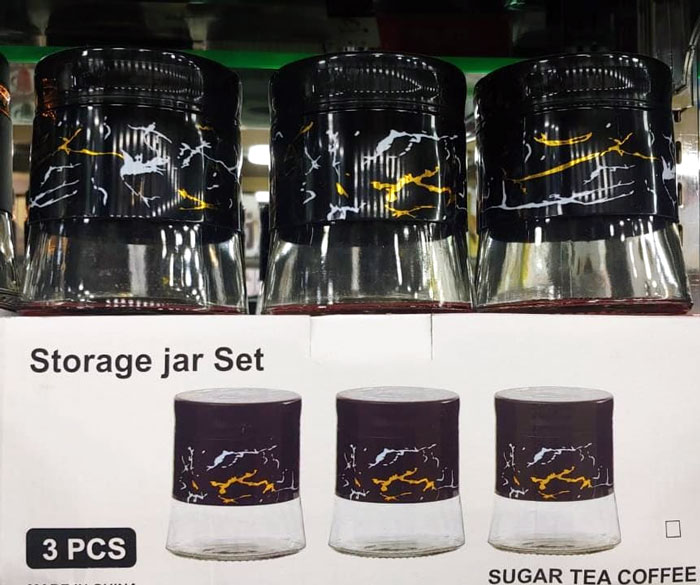 Storage jar Set
3 PCS
SUGAR TEA COFFEE